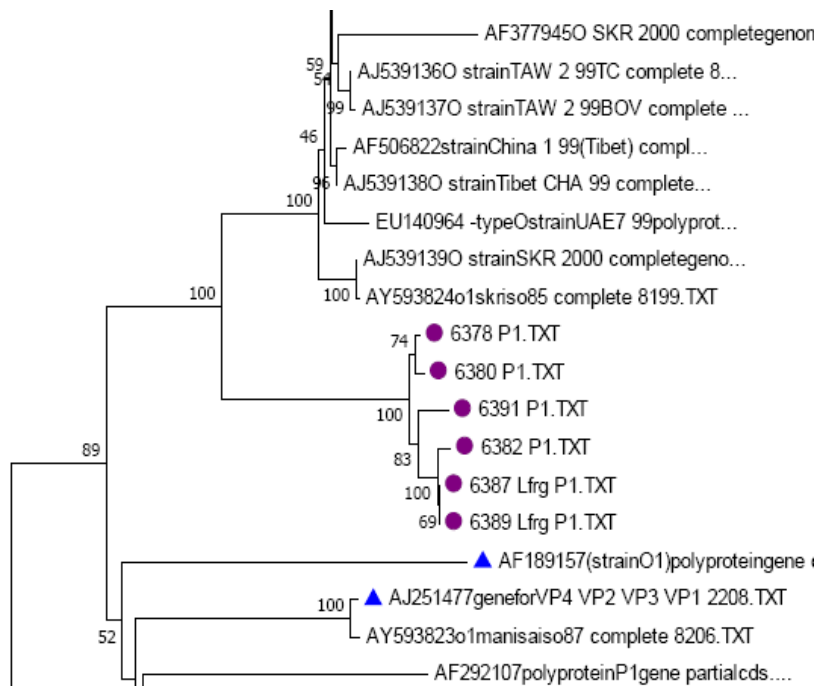 AF377945O SKR 2000 completegenon
59
54
AJ539136O strainTAW 2 99TC complete 8...
99
AJ539137O strainTAW 2 99BOV complete ...
46
AF506822strainChina 1 99(Tibet) compl...
96
AJ539138O strainTibet CHA 99 complete...
100
EU140964 -typeOstrainUAE7 99polyprot...
AJ539139O strainSKR 2000 completegeno...
100
100
AY593824o1skriso85 complete 8199.TXT
74
6378 P1.TXT
6380 P1.TXT
100
6391 P1.TXT
89
83
6382 P1.TXT
100
6387 Lfrg P1.TXT
69
6389 Lfrg P1.TXT
AF189157(strainO1)polyproteingene
100
AJ251477geneforVP4 VP2 VP3 VP1 2208.TXT
52
AY593823o1manisaiso87 complete 8206.TXT
AF292107polyproteinP1gene partialcds....